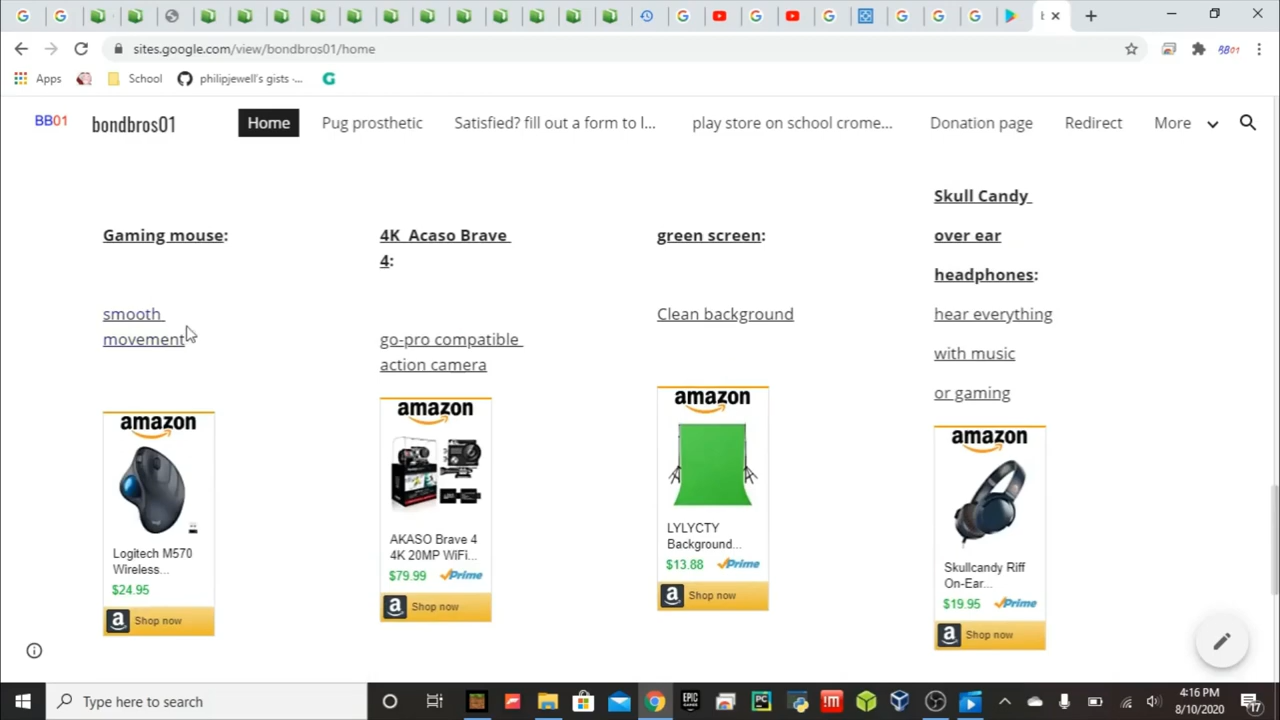 sites.google.com/view/bondbros01/home
BB01
Apps
School
philipjewell's gists -...
BB01
bondbros01
Home
Pug prosthetic
Satisfied? fill out a form to l...
play store on school crome...
Donation page
Redirect
More
Gaming mouse:
smooth
movement
amazon
Logitech M570
Wireless...
$24.95
a Shop now
4K Acaso Brave
4:
go-pro compatible
action camera
amazon
AKASO Brave 4
4K 20MP WiFi...
$79.99 Prime
a Shop now
green screen:
Clean background
amazon
LYLYCTY
Background...
$13.88 Prime
a Shop now
Skull Candy
over ear
headphones:
hear everything
with music
or gaming
amazon
Skullcandy Riff
On-Ear...
$19.95 Prime
a Shop now
Type here to search
EPIC GAMES
PC
!m
4:16 PM
8/10/2020
17